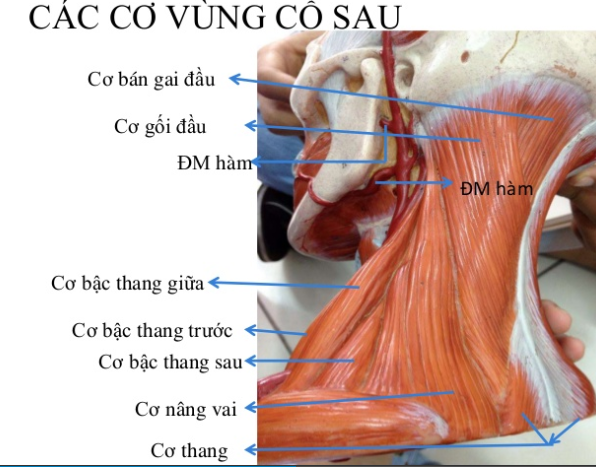 CÁC CƠ VÙNG CỔ SAU
Cơ bán gai đầu
Cơ gối đầu
ĐM hàm
ĐM hàm
Cơ bậc thang giữa
Cơ bậc thang trước
Cơ bậc thang sau
Cơ nâng vai
Cơ thang